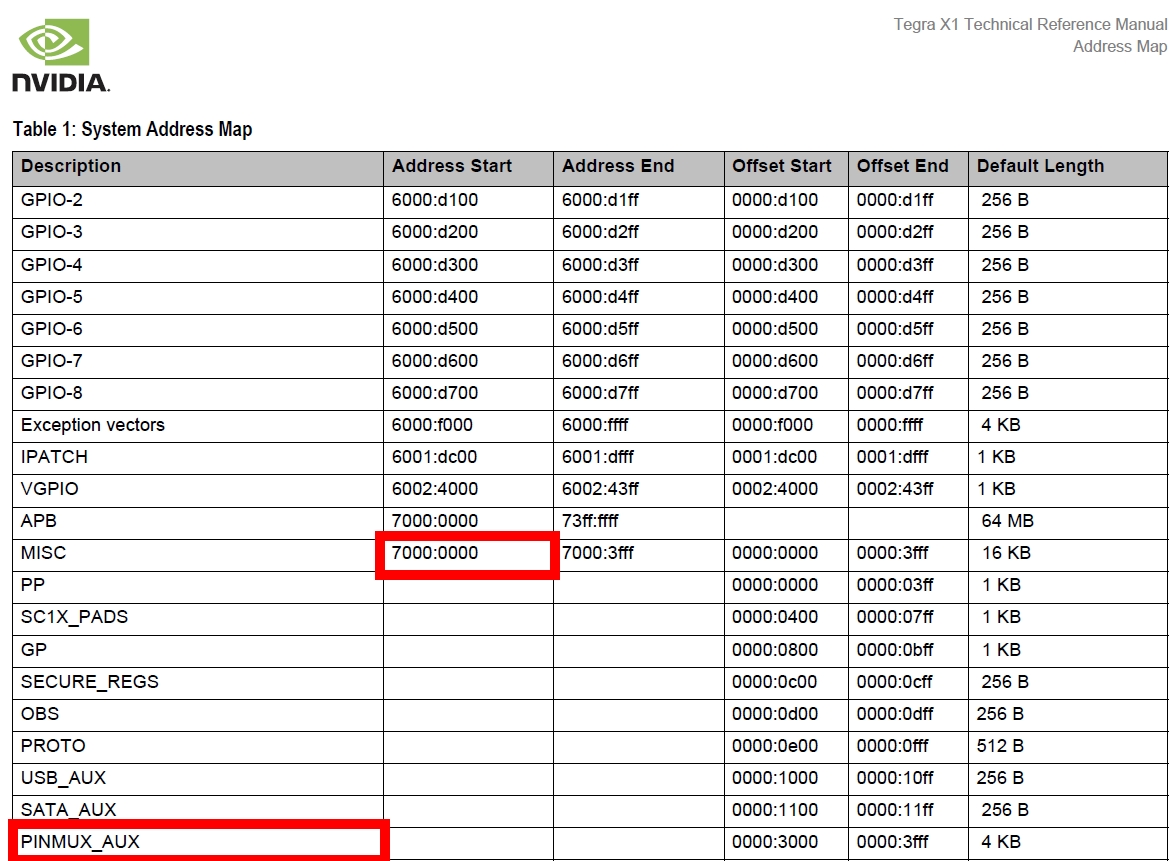 Tegra X1 Technical Reference Manual
Address Map
NVIDIA.
Table 1: System Address Map
Description Address Start Address End Offset Start Offset End Default Length
GPIO-2 6000:d100 6000:d1ff 0000:d100 0000:d1ff 256 B
GPIO-3 6000:d200 6000:d2ff 0000:d200 0000:d2ff 256 B
GPIO-4 6000:d300 6000:d3ff 0000:d300 0000:d3ff 256 B
GPIO-5 6000:d400 6000:d4ff 0000:d400 0000:d4ff 256 B
GPIO-6 6000:d500 6000:d5ff 0000:d500 0000:d5ff 256 B
GPIO-7 6000:d600 6000:d6ff 0000:d600 0000:d6ff 256 B
GPIO-8 6000:d700 6000:d7ff 0000:d700 0000:d7ff 256 B
Exception vectors 6000:f000 6000:ffff 0000:f000 0000:ffff 4 KB
IPATCH 6001:dc00 6001:dfff 0001:dc00 0001:dfff 1 KB
VGPIO 6002:4000 6002:43ff 0002:4000 0002:43ff 1 KB
APB 7000:0000 73ff:ffff 64 MB
MISC 7000:0000 7000:3fff 0000:0000 0000:3fff 16 KB
PP 0000:0000 0000:03ff 1 KB
SC1X_PADS 0000:0400 0000:07ff 1 KB
GP 0000:0800 0000:0bff 1 KB
SECURE_REGS 0000:0c00 0000:0cff 256 B
OBS 0000:0d00 0000:0dff 256 B
PROTO 0000:0e00 0000:0fff 512 B
USB_AUX 0000:1000 0000:10ff 256 B
SATA_AUX 0000:1100 0000:11ff 256 B
PINMUX_AUX 0000:3000 0000:3fff 4 KB